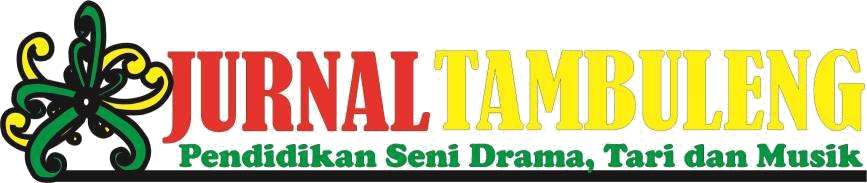 JURNAL TAMBULENG
Pendidikan Seni Drama, Tari dan Musik